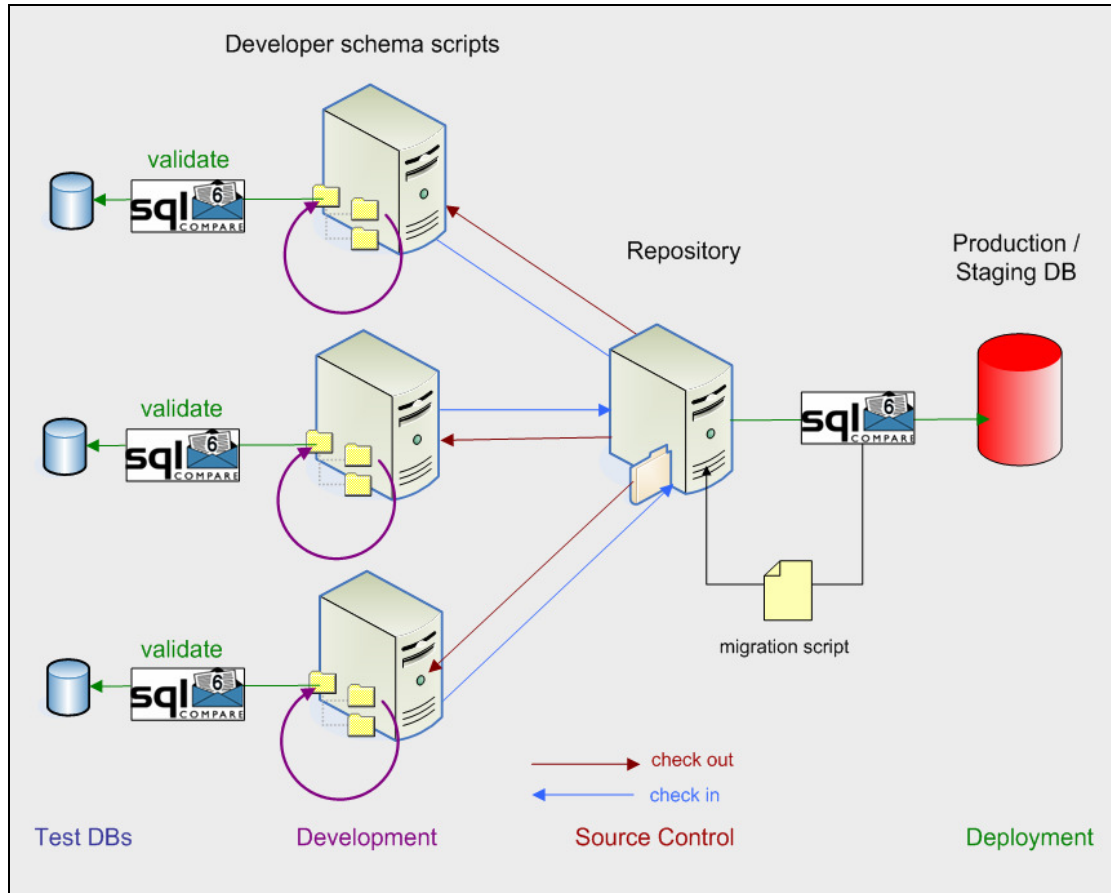 Developer schema scripts
validate
6
sql
COMPARE
Repository
Production /
Staging DB
validate
6
sql
COMPARE
6
sql
COMPARE
migration script
validate
6
sql
COMPARE
check out
check in
Test DBs
Development
Source Control
Deployment